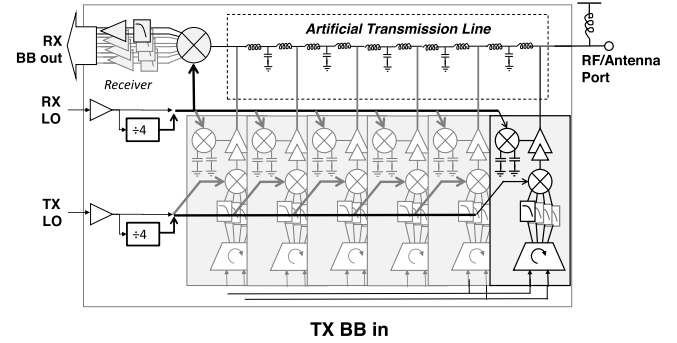 Artificial Transmission Line
RX
BB out
Receiver
RF/Antenna
Port
RX
LO
÷4
TX
LO
÷4
TX BB in